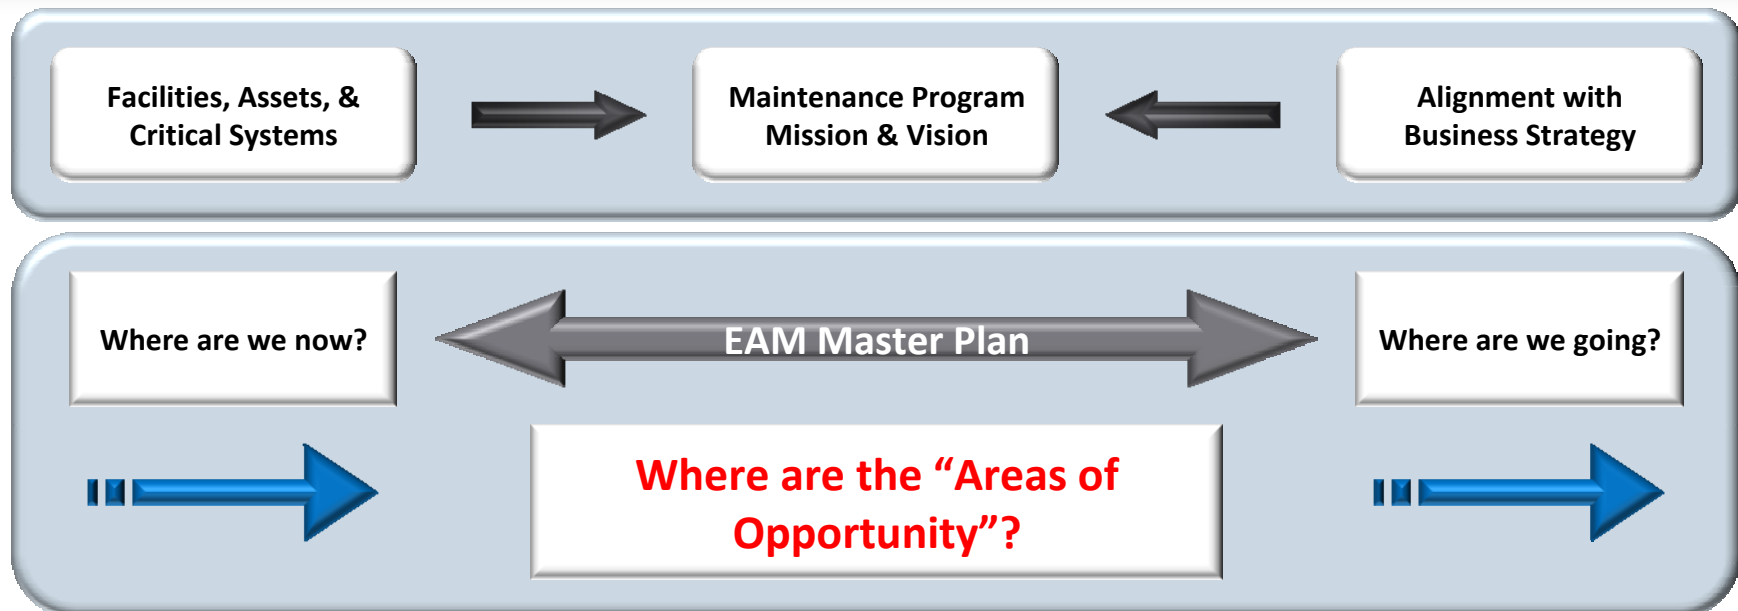 Facilities, Assets, &
Critical Systems
Maintenance Program
Mission & Vision
Alignment with
Business Strategy
Where are we now?
EAM Master Plan
Where are we going?
Where are the “Areas of
Opportunity”?